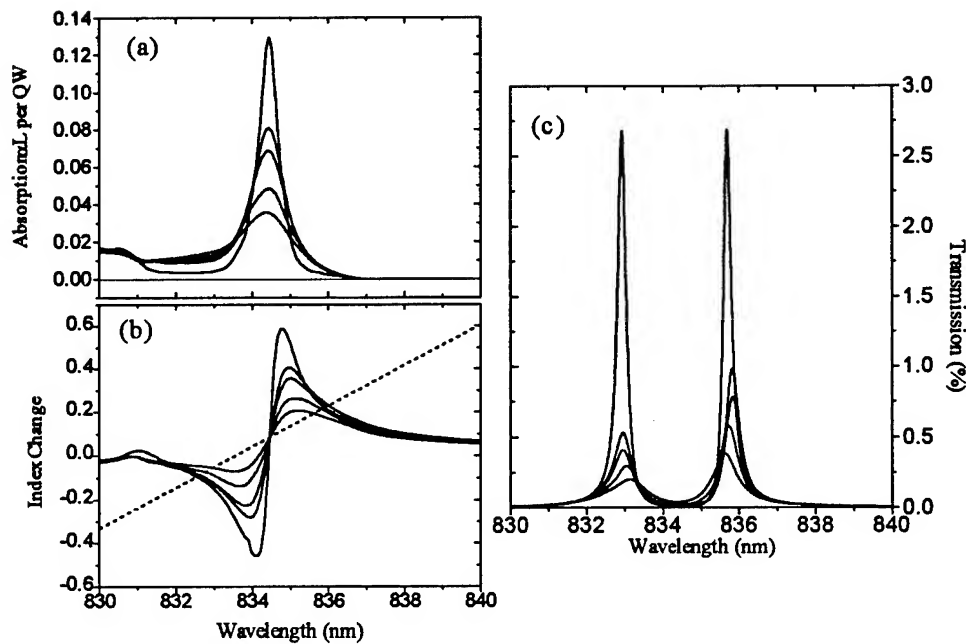 (a)
Absorption:L per QW
0.14
0.12
0.10
0.08
0.06
0.04
0.02
0.00
(b)
Index Change
0.6
0.4
0.2
0.0
-0.2
-0.4
-0.6
830 832 834 836 838 840
Wavelength (nm)
(c)
3.0
2.5
2.0
1.5
1.0
0.5
0.0
Transmission (%)
830 832 834 836 838 840
Wavelength (nm)